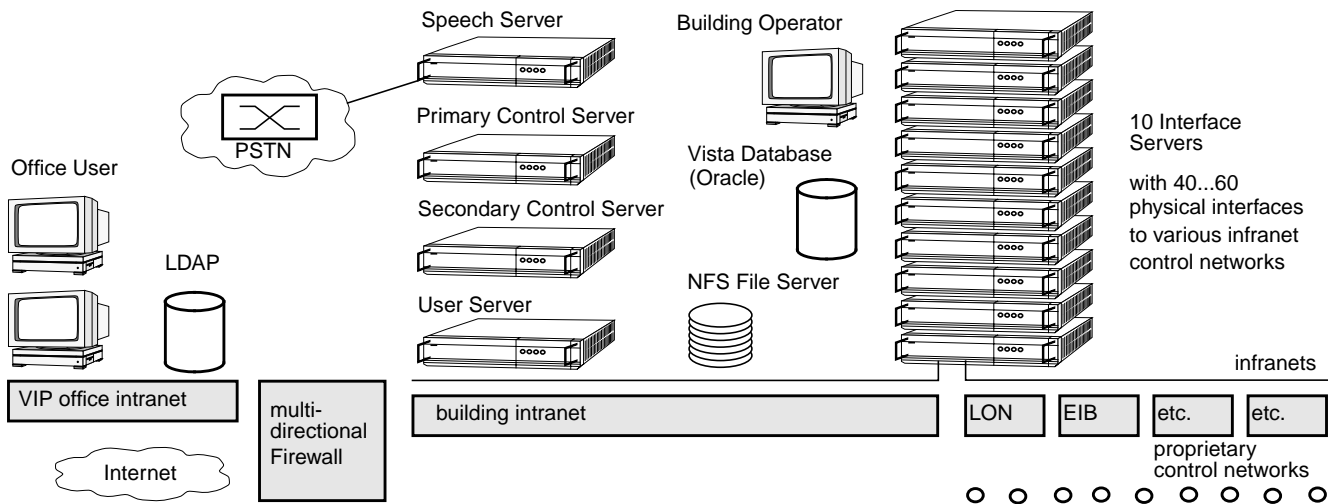 Speech Server
Building Operator
PSTN
Primary Control Server
10 Interface
Servers
with 40...60
physical interfaces
to various infranet
control networks
Office User
Vista Database
(Oracle)
Secondary Control Server
LDAP
NFS File Server
User Server
infranets
VIP office intranet
multi-
directional
Firewall
building intranet
LON
EIB
etc.
etc.
Internet
proprietary
control networks